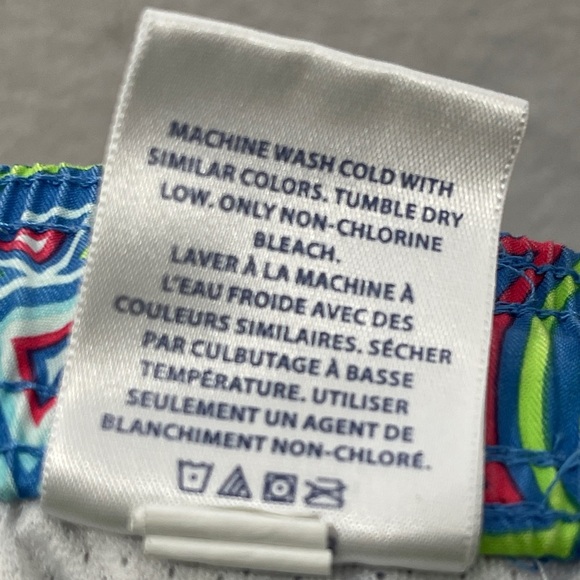 MACHINE WASH COLD WITH
SIMILAR COLORS. TUMBLE DRY
LOW. ONLY NON-CHLORINE
BLEACH.
LAVER À LA MACHINE À
L'EAU FROIDE AVEC DES
COULEURS SIMILAIRES. SÉCHER
PAR CULBUTAGE À BASSE
TEMPÉRATURE. UTILISER
SEULEMENT UN AGENT DE
BLANCHIMENT NON-CHLORÉ.